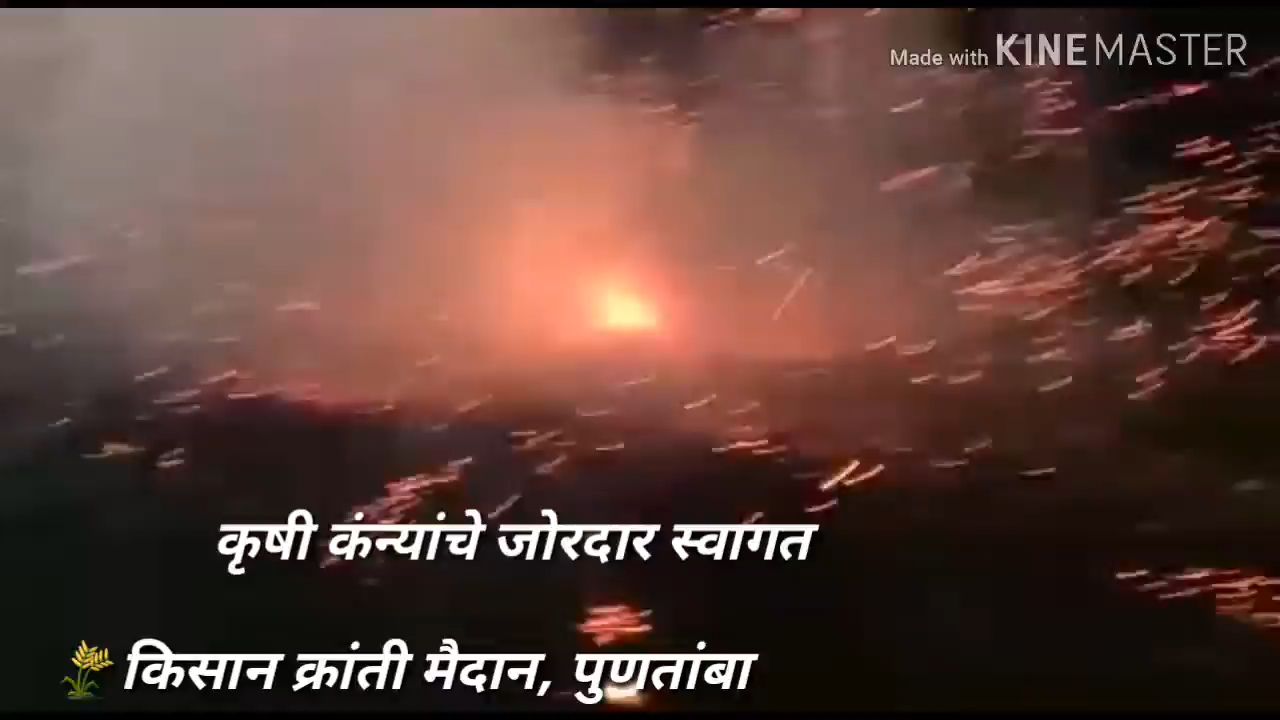 Made with KINEMASTER
कृषी कंन्यांचे जोरदार स्वागत
🌾 किसान क्रांती मैदान, पुणतांबा